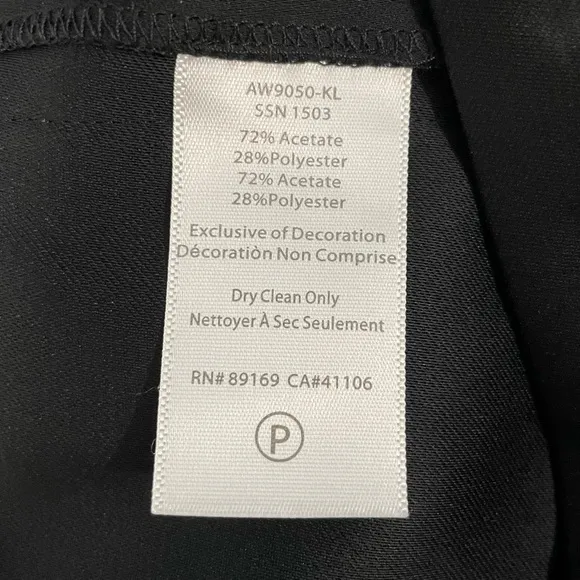 AW9050-KL
SSN 1503
72% Acetate
28%Polyester
72% Acetate
28%Polyester
Exclusive of Decoration
Décoratiòn Non Comprise
Dry Clean Only
Nettoyer À Sec Seulement
RN# 89169 CA#41106
P